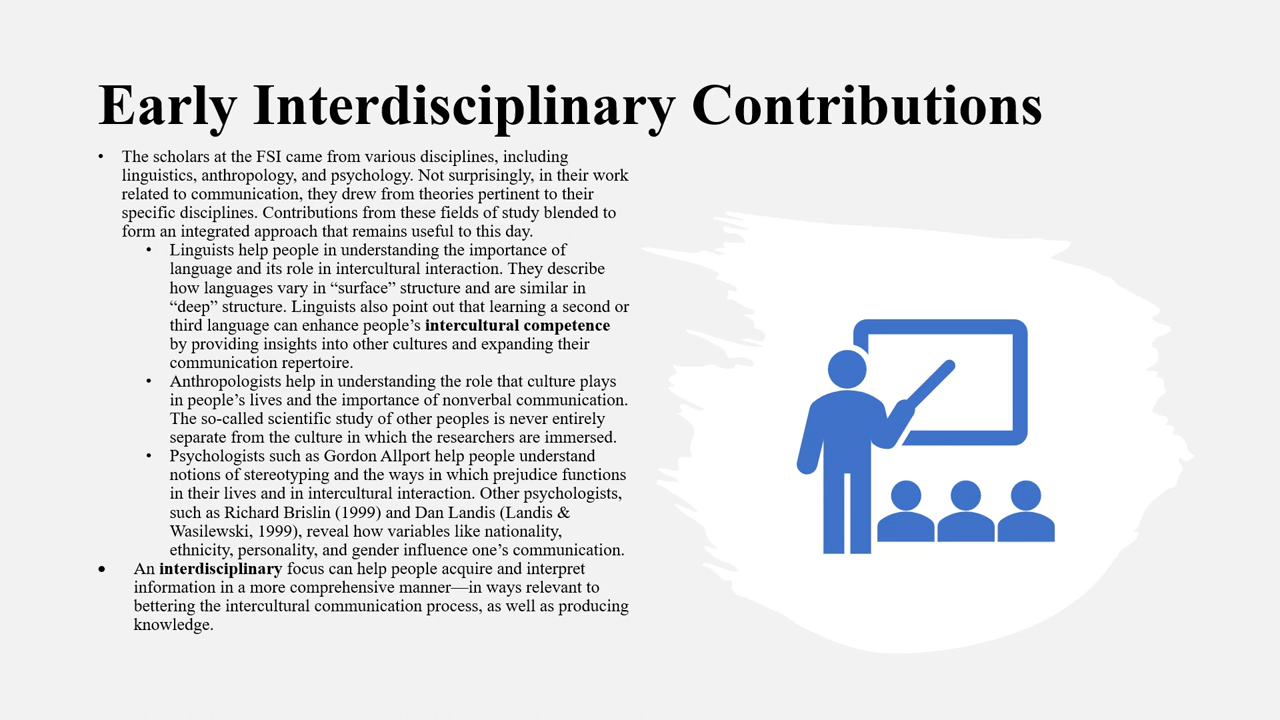 Early Interdisciplinary Contributions
• The scholars at the FSI came from various disciplines, including
linguistics, anthropology, and psychology. Not surprisingly, in their work
related to communication, they drew from theories pertinent to their
specific disciplines. Contributions from these fields of study blended to
form an integrated approach that remains useful to this day.
• Linguists help people in understanding the importance of
language and its role in intercultural interaction. They describe
how languages vary in “surface” structure and are similar in
“deep” structure. Linguists also point out that learning a second or
third language can enhance people’s intercultural competence
by providing insights into other cultures and expanding their
communication repertoire.
• Anthropologists help in understanding the role that culture plays
in people’s lives and the importance of nonverbal communication.
The so-called scientific study of other peoples is never entirely
separate from the culture in which the researchers are immersed.
• Psychologists such as Gordon Allport help people understand
notions of stereotyping and the ways in which prejudice functions
in their lives and in intercultural interaction. Other psychologists,
such as Richard Brislin (1999) and Dan Landis (Landis &
Wasilewski, 1999), reveal how variables like nationality,
ethnicity, personality, and gender influence one’s communication.
• An interdisciplinary focus can help people acquire and interpret
information in a more comprehensive manner—in ways relevant to
bettering the intercultural communication process, as well as producing
knowledge.